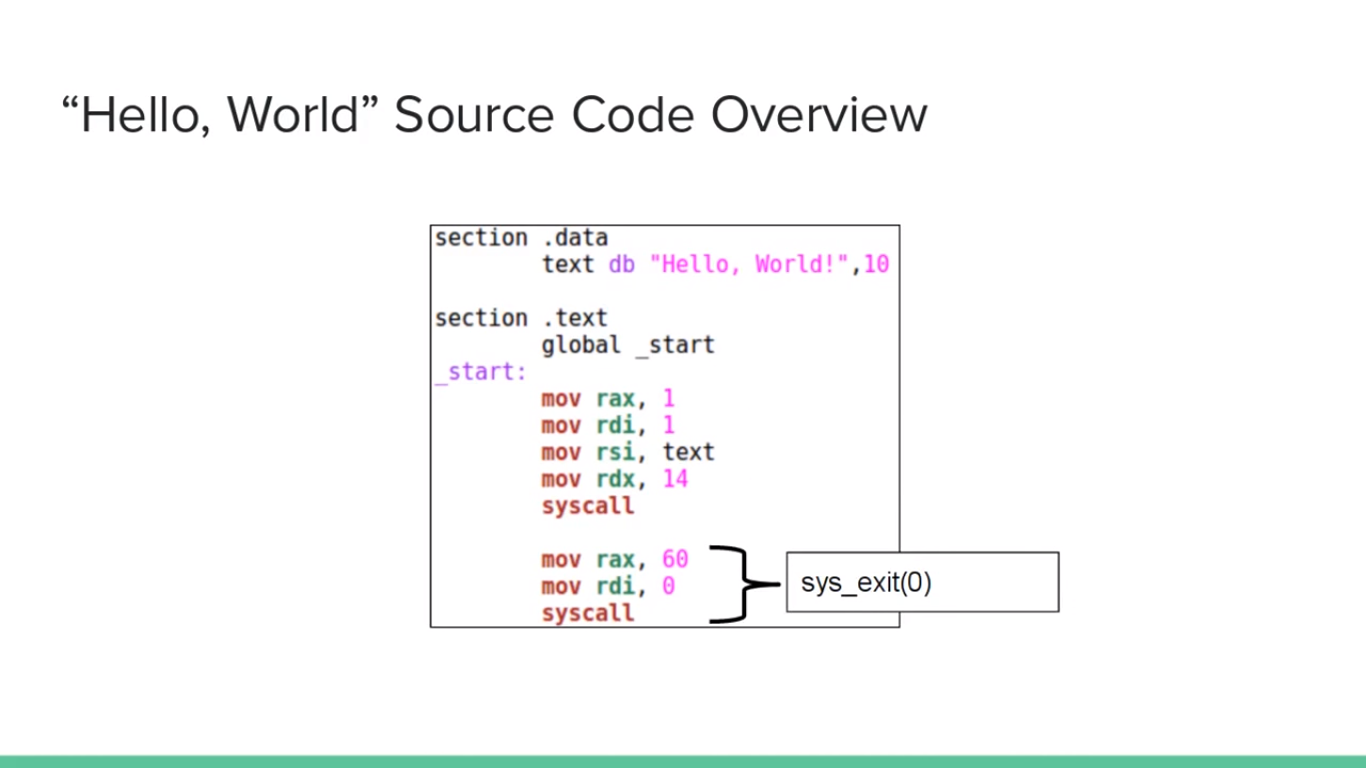 “Hello, World” Source Code Overview
section .data
text db "Hello, World!",10
section .text
global _start
_start:
mov rax, 1
mov rdi, 1
mov rsi, text
mov rdx, 14
syscall
mov rax, 60
mov rdi, 0
syscall
sys_exit(0)